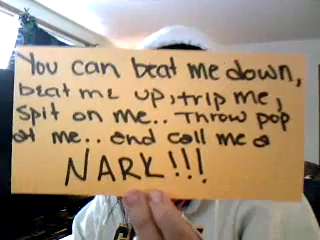 You can beat me down,
beat me up, trip me,
Spit on me.. Throw pop
at me.. and call me a
NARK!!!